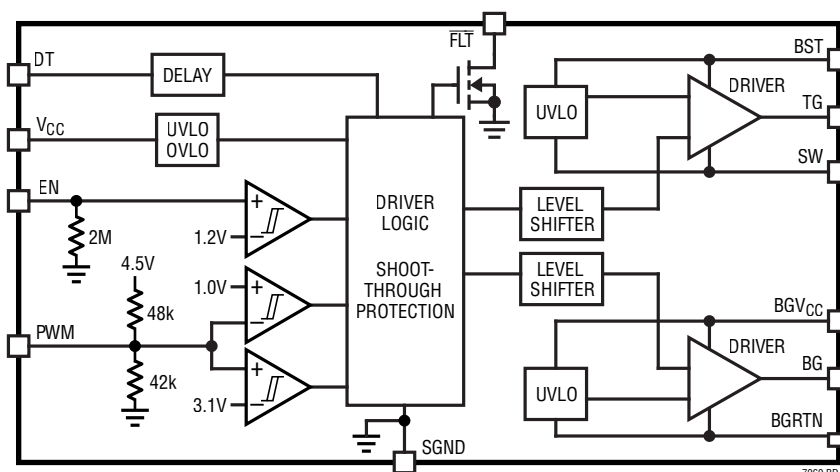 FLT
DT
DELAY
VCC
UVLO
OVLO
EN
2M
1.2V
4.5V
48k
1.0V
PWM
42k
3.1V
DRIVER
LOGIC
SHOOT-
THROUGH
PROTECTION
SGND
LEVEL
SHIFTER
LEVEL
SHIFTER
UVLO
DRIVER
BST
TG
SW
UVLO
DRIVER
BGVCC
BG
BGRTN